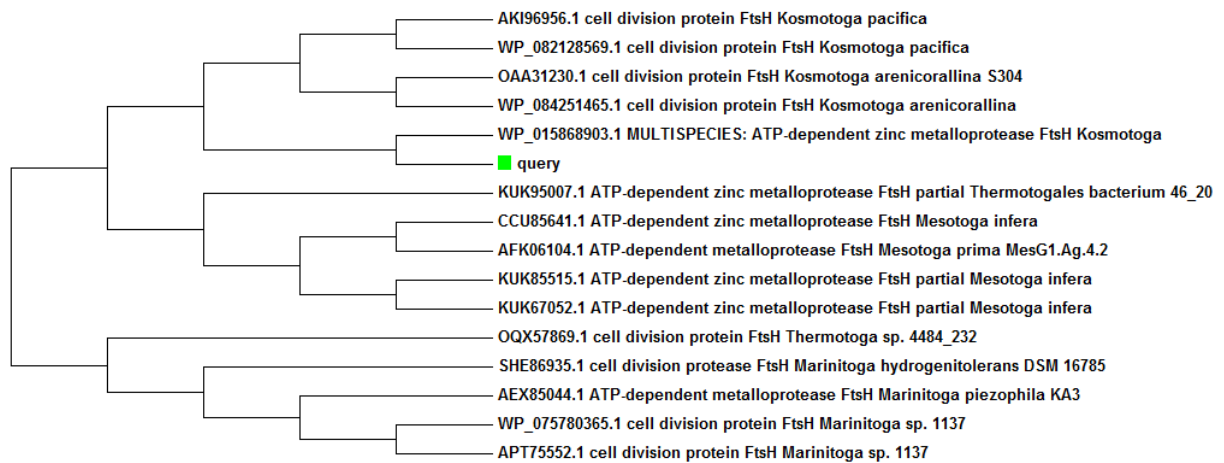 AKI96956.1 cell division protein FtsH Kosmotoga pacifica
WP_082128569.1 cell division protein FtsH Kosmotoga pacifica
OAA31230.1 cell division protein FtsH Kosmotoga arenicorallina S304
WP_084251465.1 cell division protein FtsH Kosmotoga arenicorallina
WP_015868903.1 MULTISPECIES: ATP-dependent zinc metalloprotease FtsH Kosmotoga
query
KUK95007.1 ATP-dependent zinc metalloprotease FtsH partial Thermotogales bacterium 46_20
CCU85641.1 ATP-dependent zinc metalloprotease FtsH Mesotoga infera
AFK06104.1 ATP-dependent metalloprotease FtsH Mesotoga prima MesG1.Ag.4.2
KUK85515.1 ATP-dependent zinc metalloprotease FtsH partial Mesotoga infera
KUK67052.1 ATP-dependent zinc metalloprotease FtsH partial Mesotoga infera
OQX57869.1 cell division protein FtsH Thermotoga sp. 4484_232
SHE86935.1 cell division protease FtsH Marinitoga hydrogenitolerans DSM 16785
AEX85044.1 ATP-dependent metalloprotease FtsH Marinitoga piezophila KA3
WP_075780365.1 cell division protein FtsH Marinitoga sp. 1137
APT75552.1 cell division protein FtsH Marinitoga sp. 1137